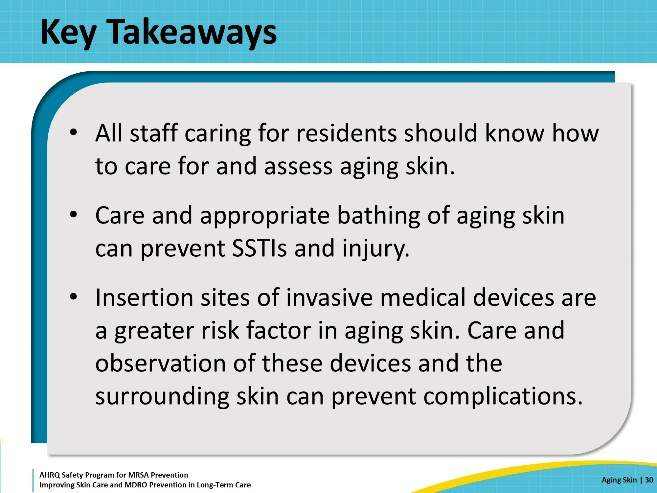 Key Takeaways
• All staff caring for residents should know how
to care for and assess aging skin.
• Care and appropriate bathing of aging skin
can prevent SSTIs and injury.
• Insertion sites of invasive medical devices are
a greater risk factor in aging skin. Care and
observation of these devices and the
surrounding skin can prevent complications.
AHRQ Safety Program for MRSA Prevention
Improving Skin Care and MDRO Prevention in Long-Term Care
Aging Skin | 30